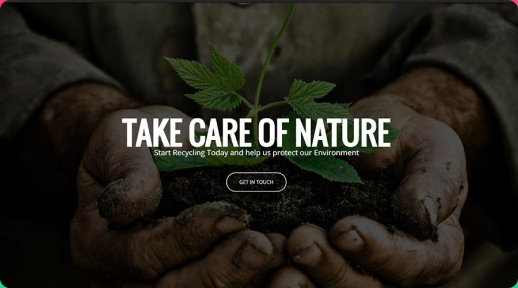 TAKE CARE OF NATURE
Start Recycling Today and help us protect our Environment
GET IN TOUCH